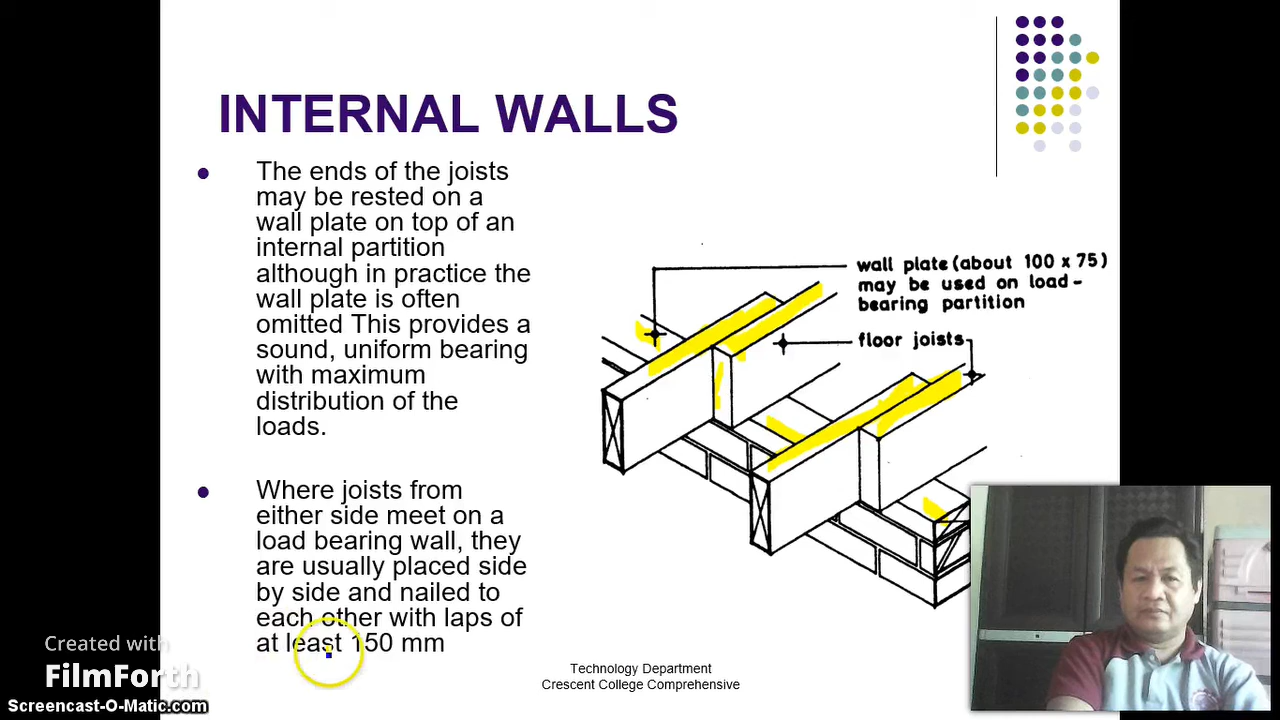 INTERNAL WALLS
The ends of the joists
may be rested on a
wall plate on top of an
internal partition
although in practice the
wall plate is often
omitted This provides a
sound, uniform bearing
with maximum
distribution of the
loads.
Where joists from
either side meet on a
load bearing wall, they
are usually placed side
by side and nailed to
each other with laps of
at least 150 mm
wall plate (about 100 x 75)
may be used on load-
bearing partition
floor joists
Technology Department
Crescent College Comprehensive
Created with
FilmForth
Screencast-O-Matic.com